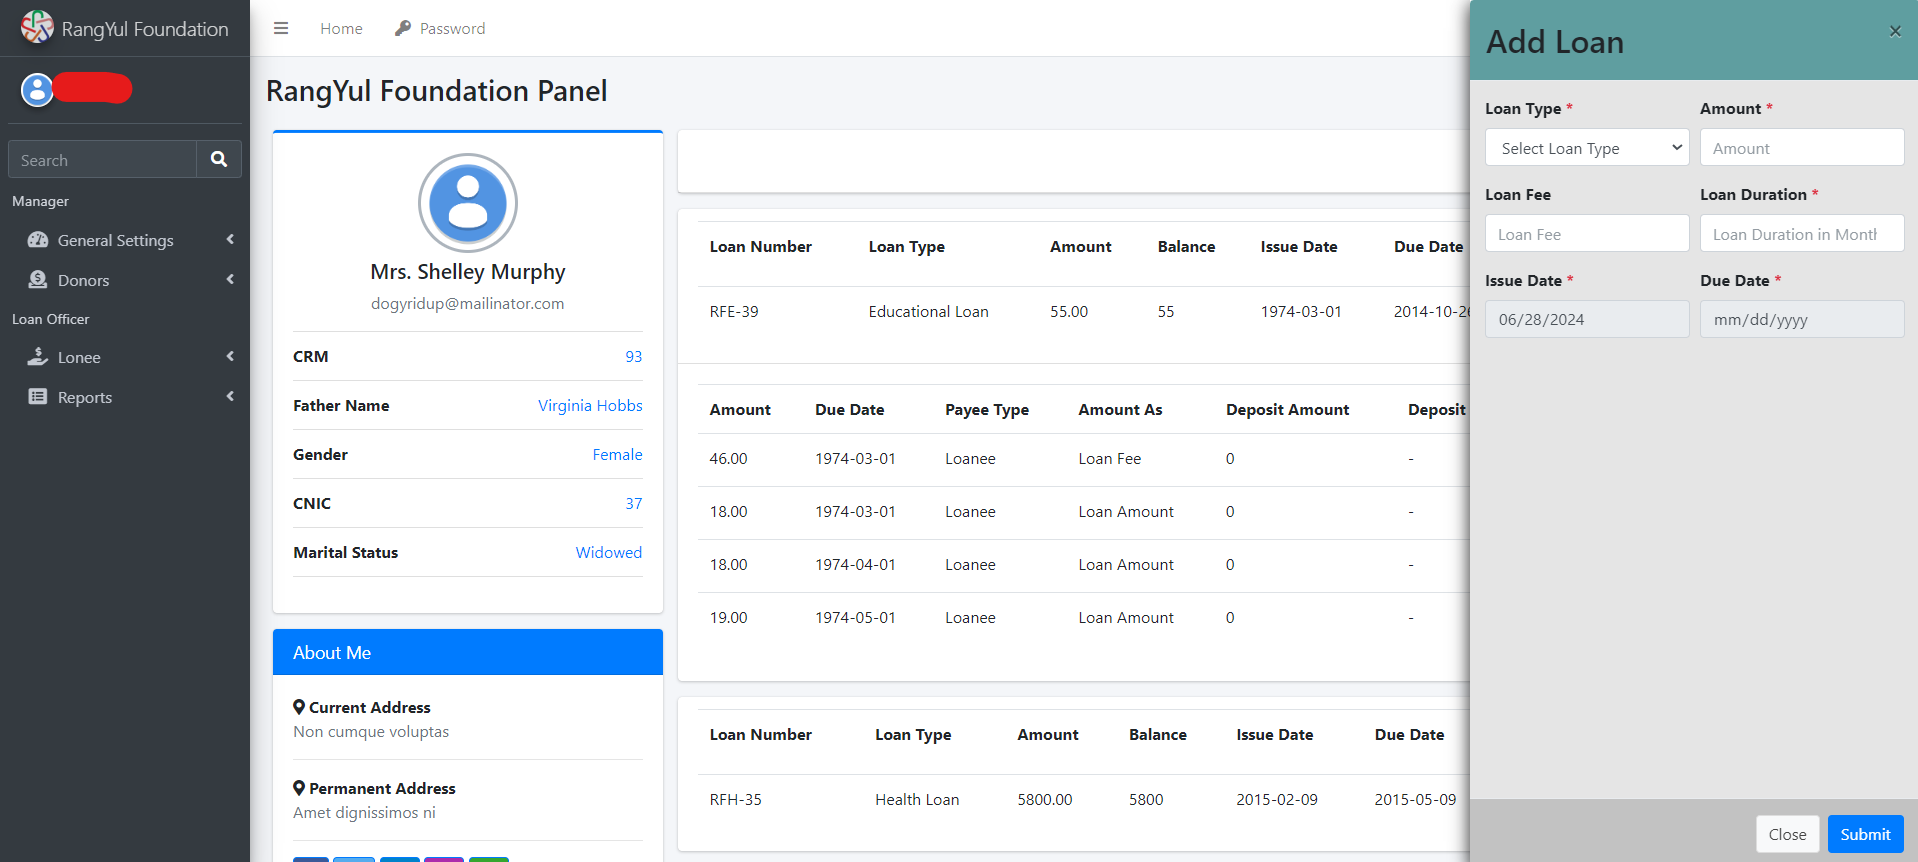 RangYul Foundation
Search
Manager
General Settings
Donors
Loan Officer
Lonee
Reports
Home Password
RangYul Foundation Panel
Mrs. Shelley Murphy
dogyridup@mailinator.com
CRM 93
Father Name Virginia Hobbs
Gender Female
CNIC 37
Marital Status Widowed
About Me
Current Address
Non cumque voluptas
Permanent Address
Amet dignissimos ni
Loan Number Loan Type Amount Balance Issue Date Due Date
RFE-39 Educational Loan 55.00 55 1974-03-01 2014-10-26
Amount Due Date Payee Type Amount As Deposit Amount Deposit
46.00 1974-03-01 Loanee Loan Fee 0 -
18.00 1974-03-01 Loanee Loan Amount 0 -
18.00 1974-04-01 Loanee Loan Amount 0 -
19.00 1974-05-01 Loanee Loan Amount 0 -
Loan Number Loan Type Amount Balance Issue Date Due Date
RFH-35 Health Loan 5800.00 5800 2015-02-09 2015-05-09
Add Loan ×
Loan Type * Amount *
Select Loan Type Amount
Loan Fee Loan Duration *
Loan Fee Loan Duration in Month
Issue Date * Due Date *
06/28/2024 mm/dd/yyyy
Close Submit